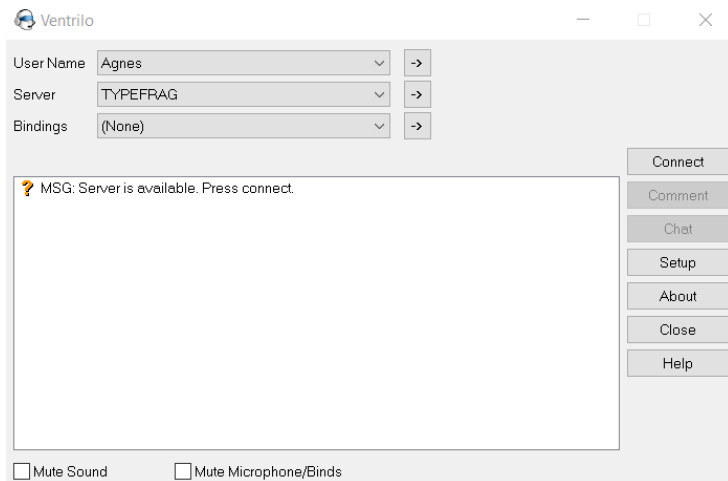 Ventrilo
User Name Agnes ->
Server TYPEFRAG ->
Bindings (None) ->
Connect
MSG: Server is available. Press connect.
Comment
Chat
Setup
About
Close
Help
Mute Sound Mute Microphone/Binds